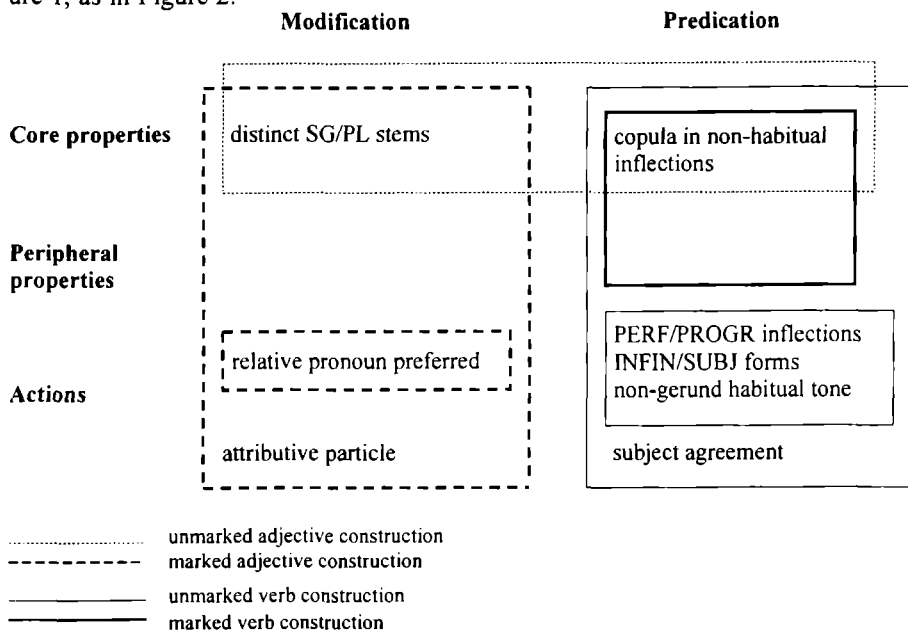 ure 1, as in Figure 2.
Modification Predication
Core properties distinct SG/PL stems copula in non-habitual
inflections
Peripheral
properties
PERF/PROGR inflections
relative pronoun preferred INFIN/SUBJ forms
Actions non-gerund habitual tone
attributive particle subject agreement
unmarked adjective construction
marked adjective construction
unmarked verb construction
marked verb construction